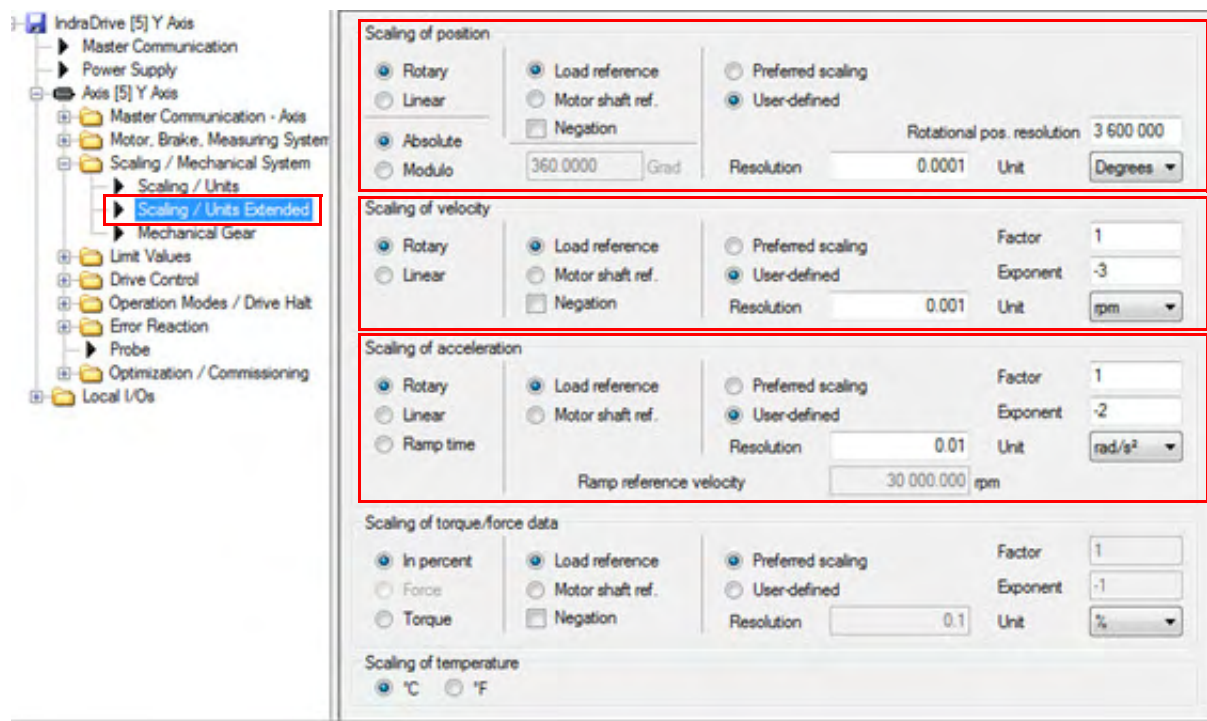 IndraDrive [5] Y Axis
Master Communication
Power Supply
Axis [5] Y Axis
Master Communication - Axis
Motor, Brake, Measuring System
Scaling / Mechanical System
Scaling / Units
Scaling / Units Extended
Mechanical Gear
Limit Values
Drive Control
Operation Modes / Drive Halt
Error Reaction
Probe
Optimization / Commissioning
Local I/Os
Scaling of position
Rotary Load reference Preferred scaling
Linear Motor shaft ref. User-defined
Negation Rotational pos. resolution 3 600 000
Absolute
Modulo 360.0000 Grad Resolution 0.0001 Unit Degrees
Scaling of velocity
Rotary Load reference Preferred scaling Factor 1
Linear Motor shaft ref. User-defined Exponent -3
Negation Resolution 0.001 Unit rpm
Scaling of acceleration
Rotary Load reference Preferred scaling Factor 1
Linear Motor shaft ref. User-defined Exponent -2
Ramp time Resolution 0.01 Unit rad/s²
Ramp reference velocity 30 000.000 rpm
Scaling of torque/force data
In percent Load reference Preferred scaling Factor 1
Force Motor shaft ref. User-defined Exponent -1
Torque Negation Resolution 0.1 Unit %
Scaling of temperature
°C °F